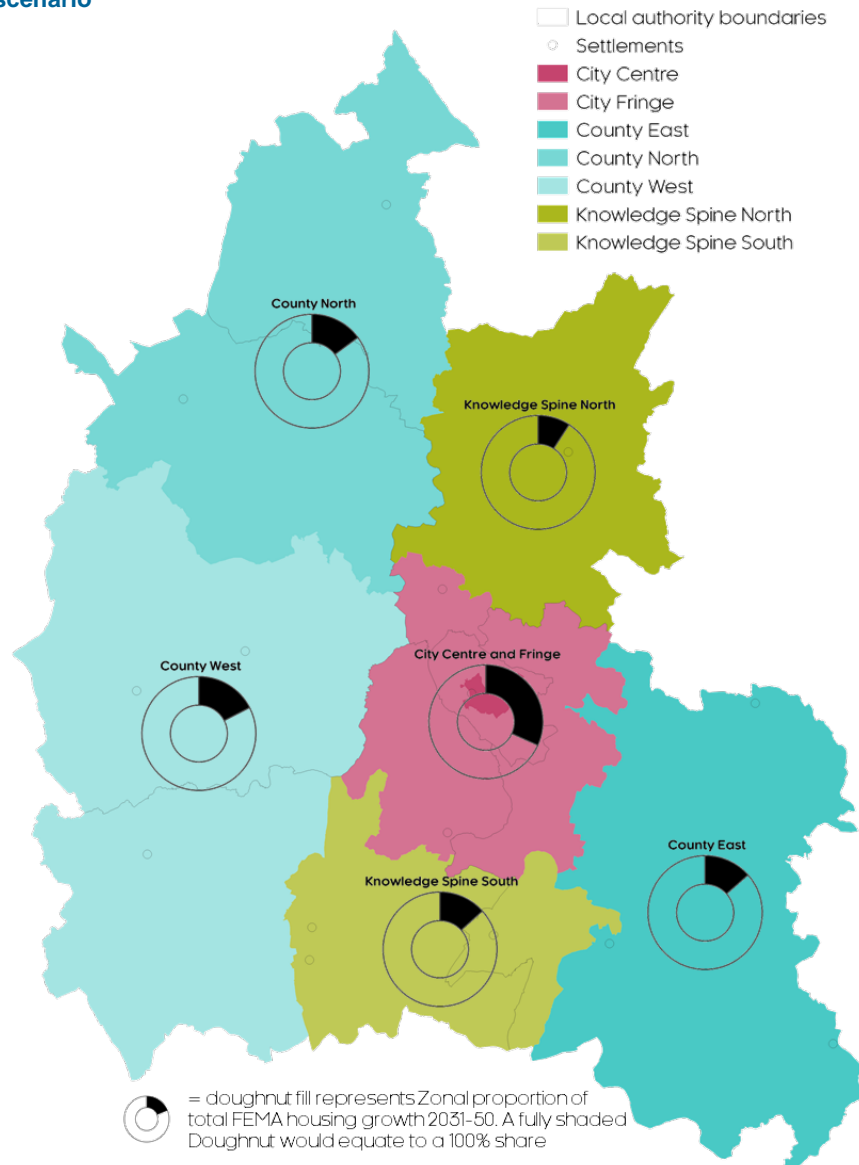 scenario
Local authority boundaries
Settlements
City Centre
City Fringe
County East
County North
County West
Knowledge Spine North
Knowledge Spine South
County North
Knowledge Spine North
County West
City Centre and Fringe
County East
Knowledge Spine South
= doughnut fill represents Zonal proportion of
total FEMA housing growth 2031-50. A fully shaded
Doughnut would equate to a 100% share